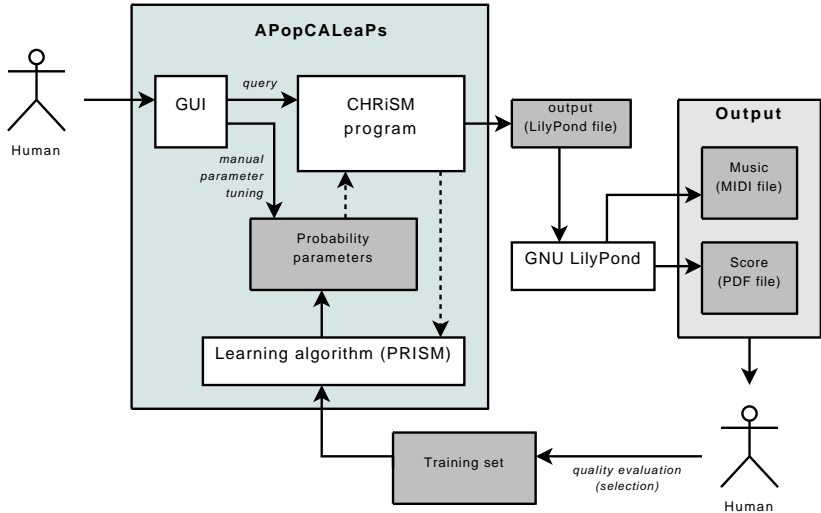 APopCALeaPs
Human
GUI
query
CHRiSM
program
manual
parameter
tuning
Probability
parameters
Learning algorithm (PRISM)
output
(LilyPond file)
GNU LilyPond
Output
Music
(MIDI file)
Score
(PDF file)
Training set
quality evaluation
(selection)
Human